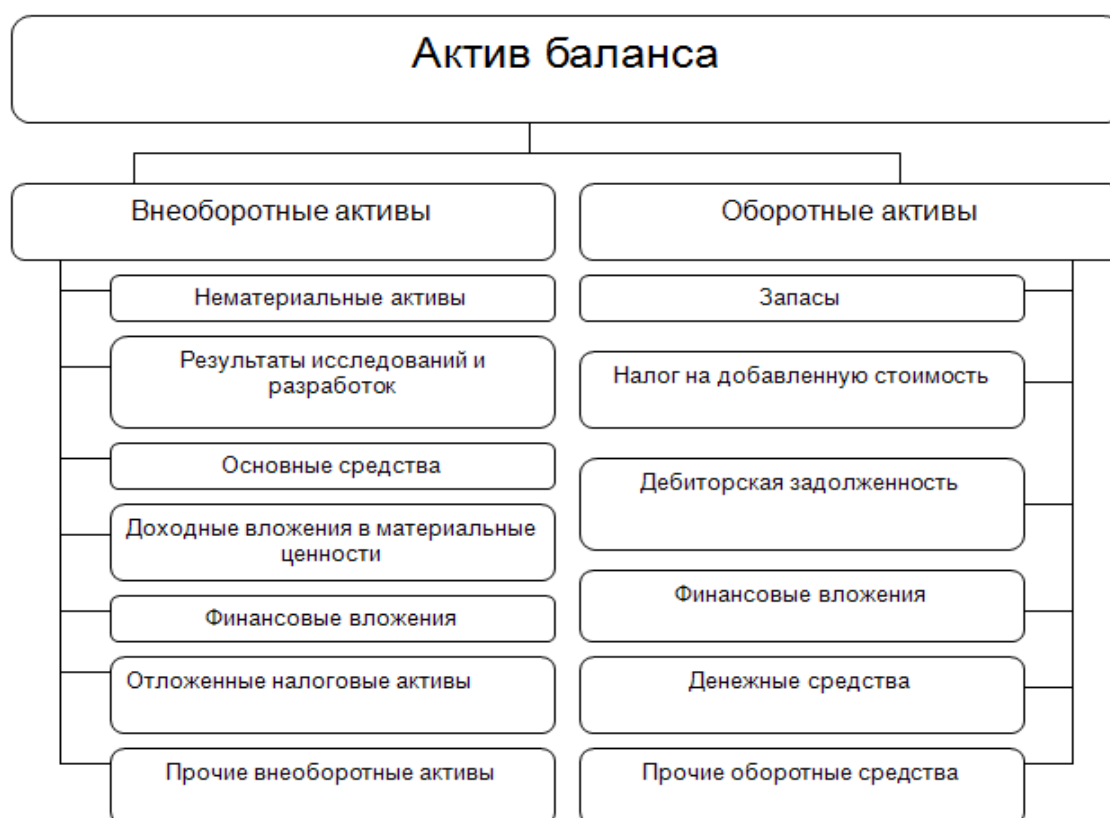 Актив баланса
Внеоборотные активы
Нематериальные активы
Результаты исследований и
разработок
Основные средства
Доходные вложения в материальные
ценности
Финансовые вложения
Отложенные налоговые активы
Прочие внеоборотные активы
Оборотные активы
Запасы
Налог на добавленную стоимость
Дебиторская задолженность
Финансовые вложения
Денежные средства
Прочие оборотные средства